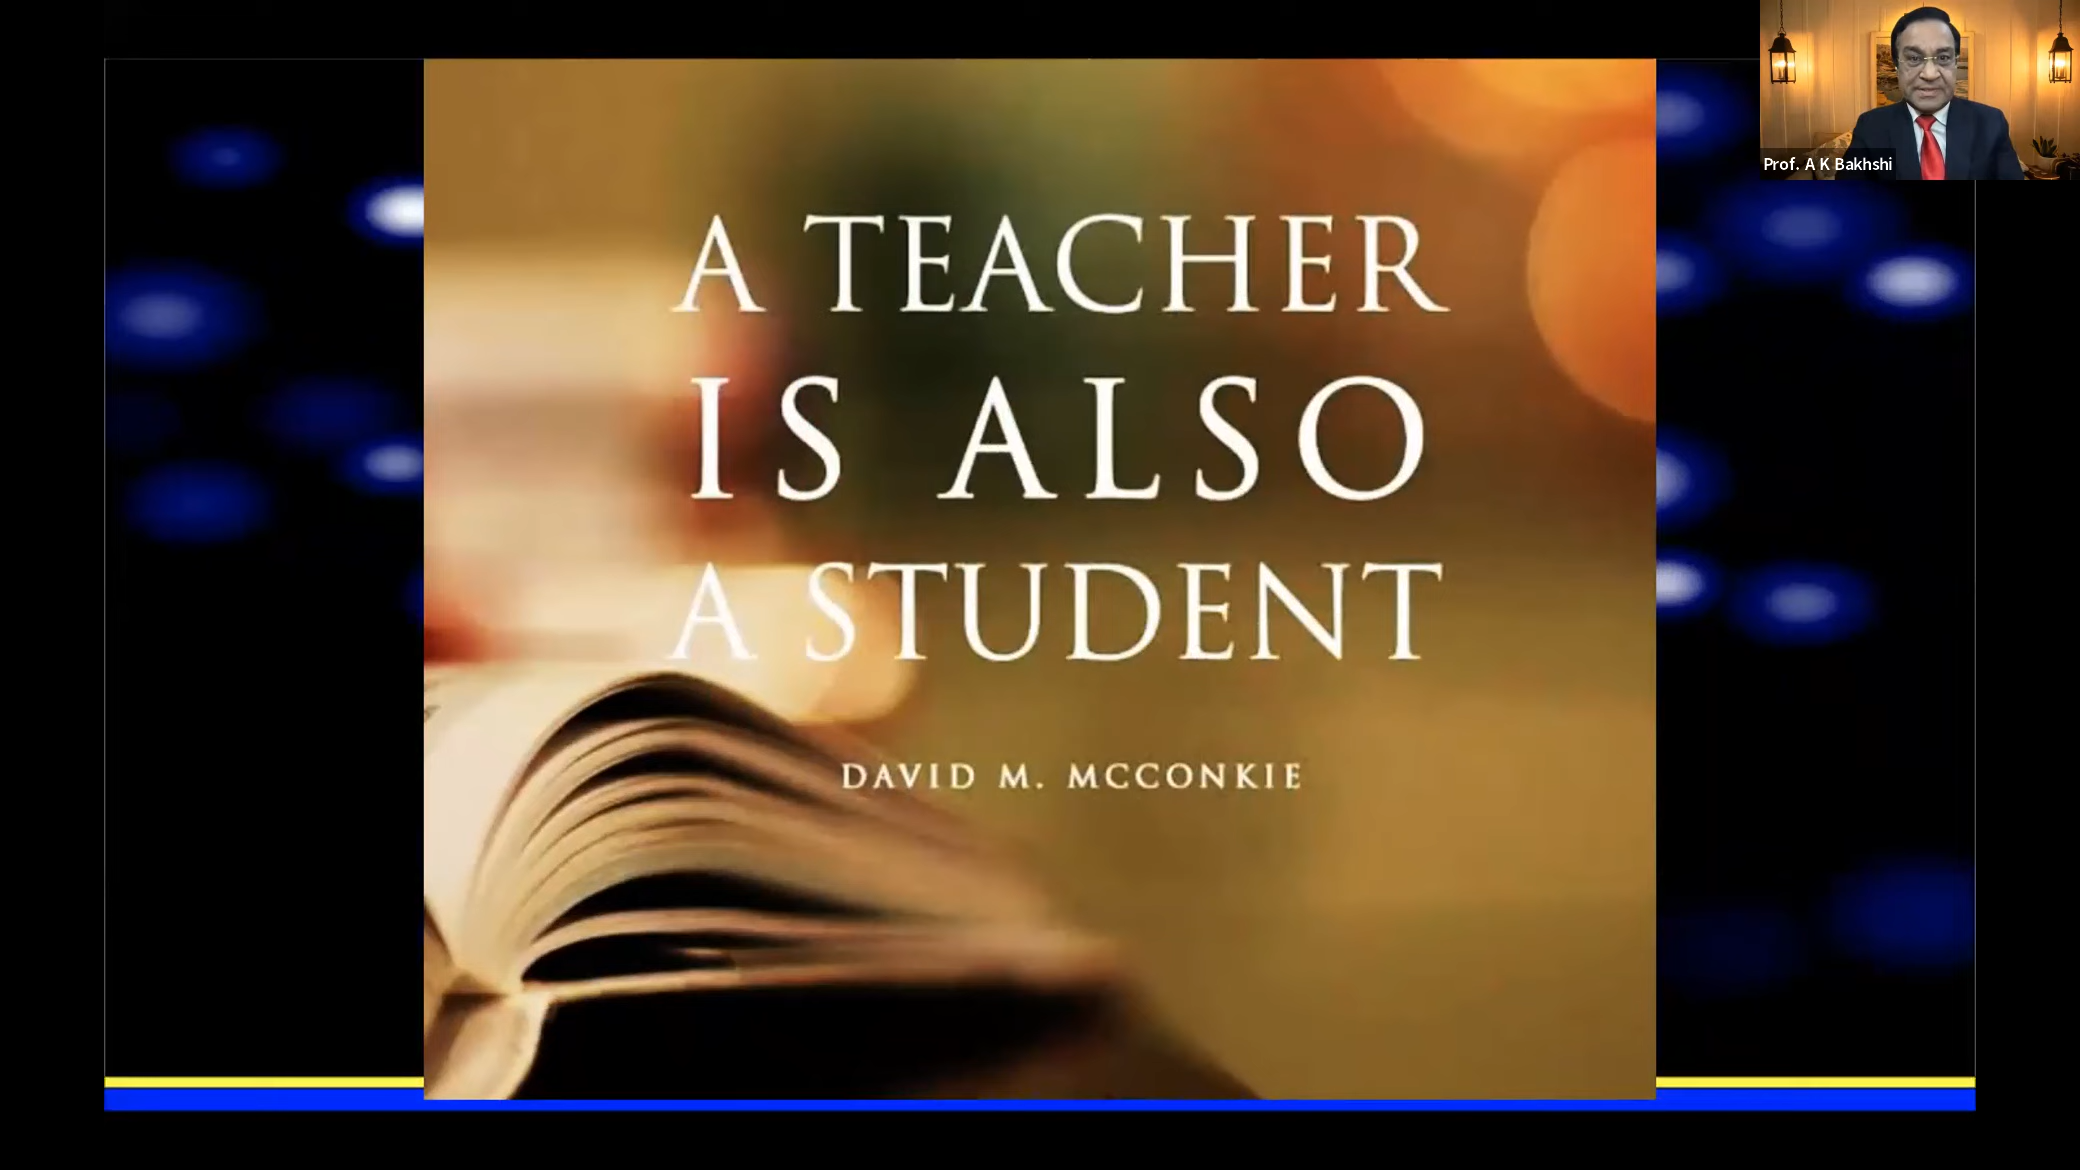 A TEACHER
IS ALSO
A STUDENT
DAVID M. MCCONKIE
Prof. A K Bakhshi